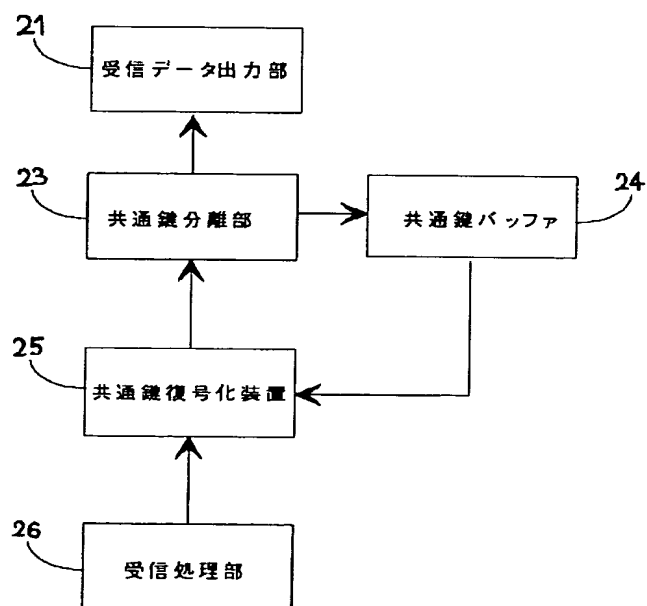 21
受信データ出力部
23
共通鍵分離部
24
共通鍵バッファ
25
共通鍵復号化装置
26
受信処理部